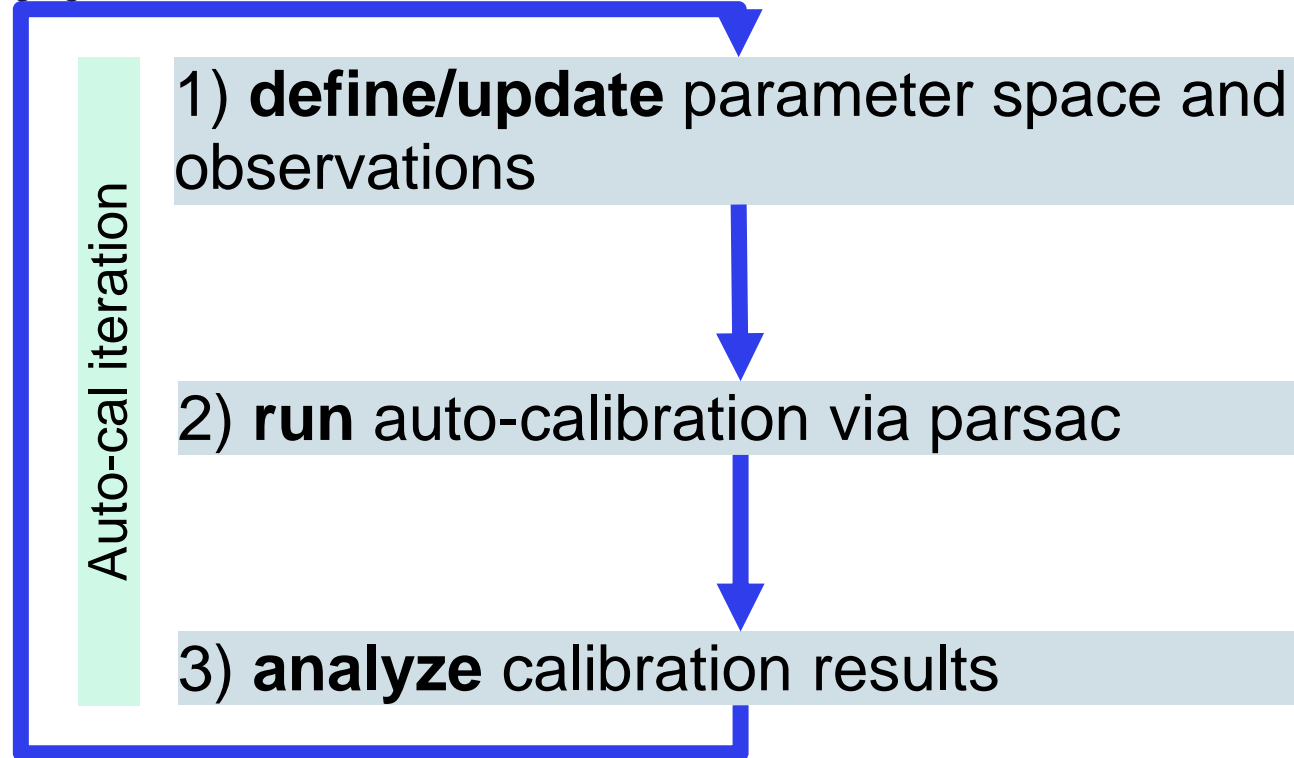 Auto-cal iteration
1) define/update parameter space and
observations
2) run auto-calibration via parsac
3) analyze calibration results